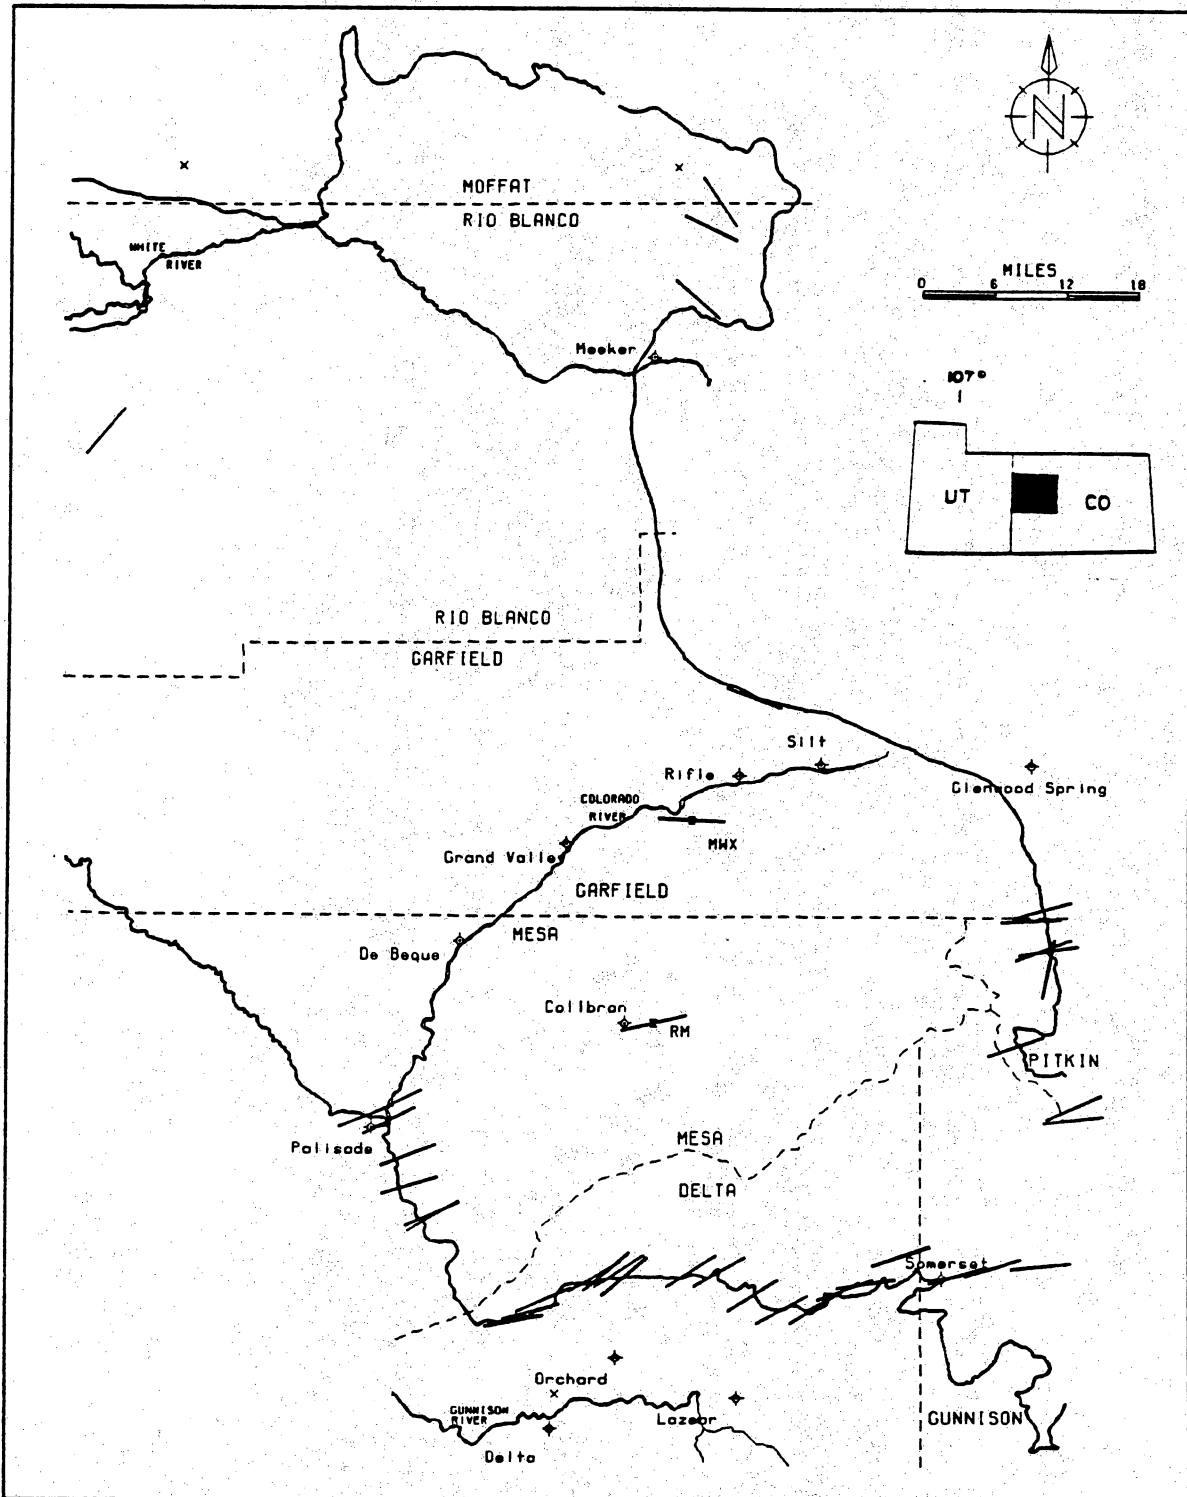 N
MOFFAT
RIO BLANCO
WHITE
RIVER
MILES
0 6 12 18
Meeker
107°
UT
CO
RIO BLANCO
GARFIELD
Silt
Rifle
Glenwood Spring
COLORADO
RIVER
MWX
Grand Valley
GARFIELD
MESA
De Beque
Collbran
RM
PITKIN
Palisade
MESA
DELTA
Somerset
Orchard
GUNNISON
RIVER
Lazear
GUNNISON
Delta